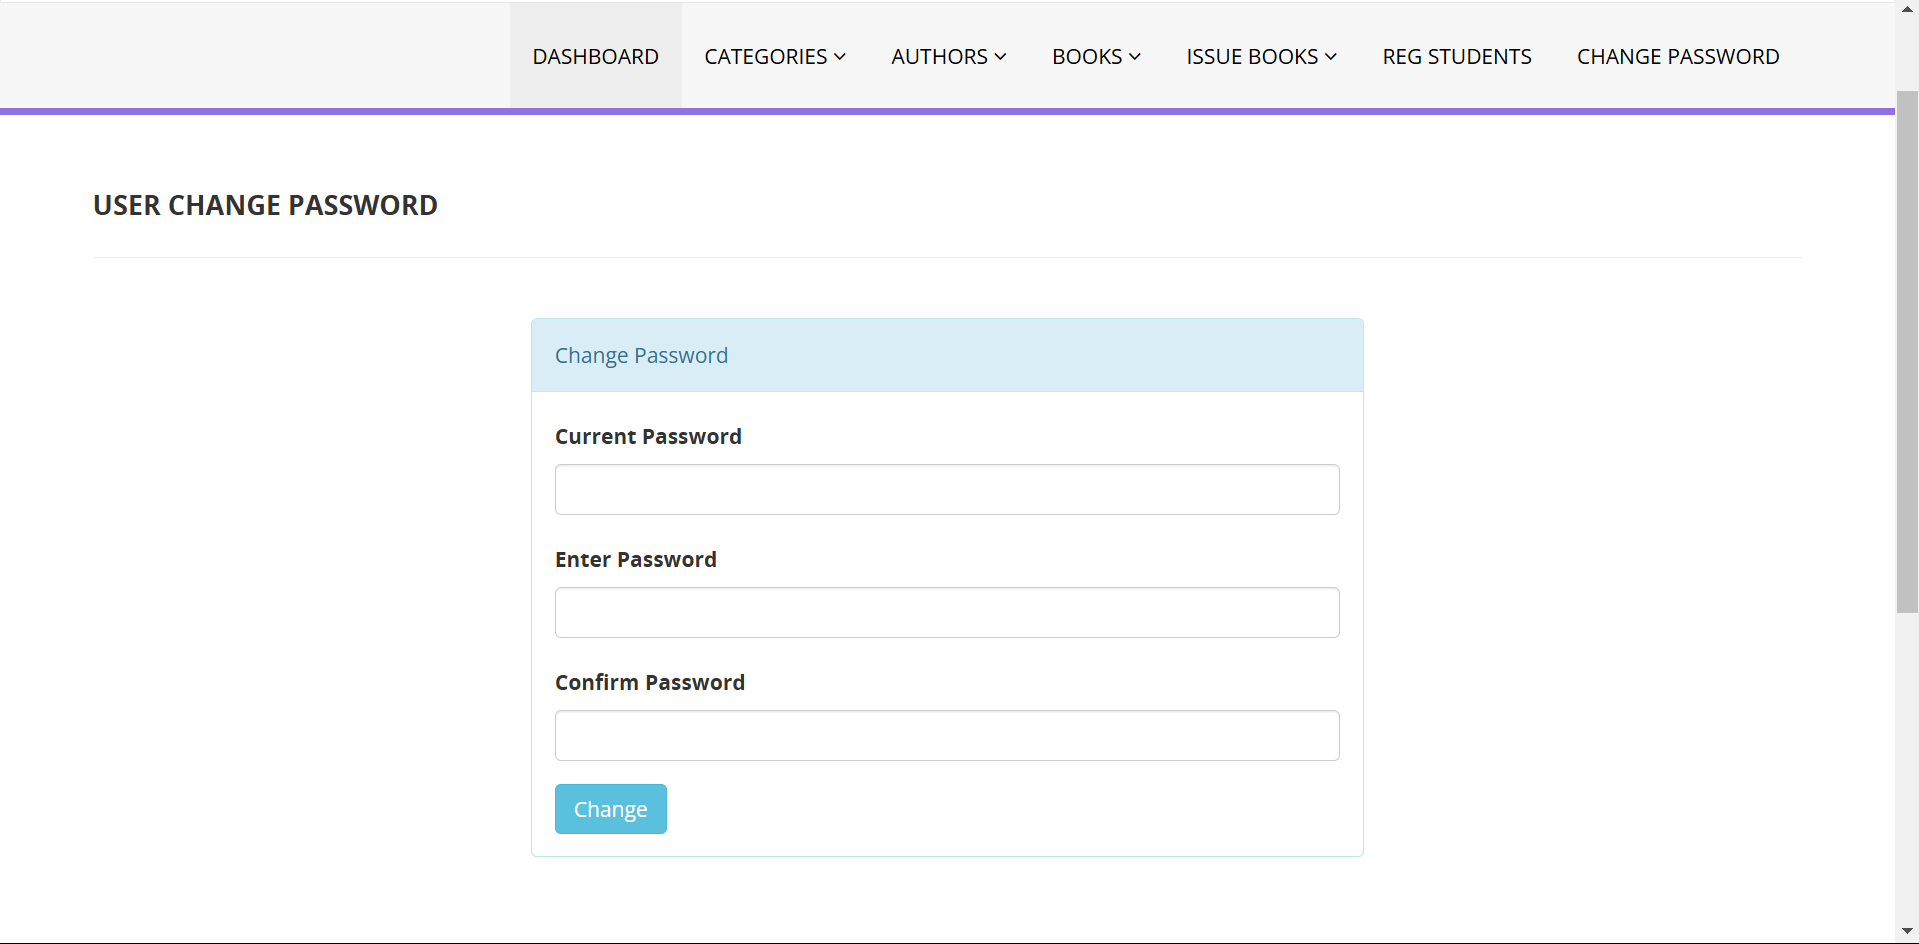 DASHBOARD CATEGORIES AUTHORS BOOKS ISSUE BOOKS REG STUDENTS CHANGE PASSWORD
USER CHANGE PASSWORD
Change Password
Current Password
Enter Password
Confirm Password
Change